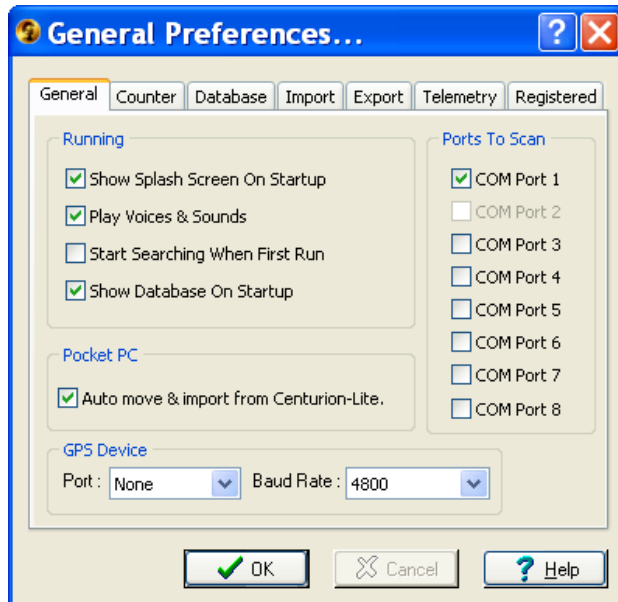 General Preferences...
General Counter Database Import Export Telemetry Registered
Running
Show Splash Screen On Startup
Play Voices & Sounds
Start Searching When First Run
Show Database On Startup
Ports To Scan
COM Port 1
COM Port 2
COM Port 3
COM Port 4
COM Port 5
COM Port 6
COM Port 7
COM Port 8
Pocket PC
Auto move & import from Centurion-Lite.
GPS Device
Port : None Baud Rate : 4800
OK Cancel Help